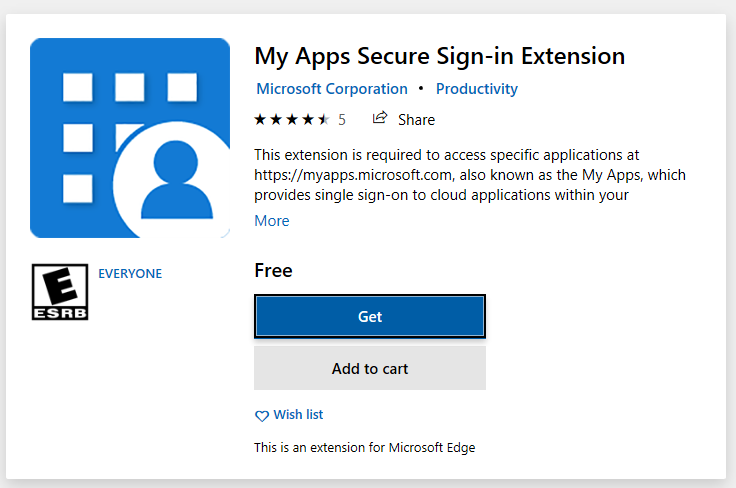 My Apps Secure Sign-in Extension
Microsoft Corporation • Productivity
5 Share
This extension is required to access specific applications at
https://myapps.microsoft.com, also known as the My Apps, which
provides single sign-on to cloud applications within your
More
E
ESRB
EVERYONE
Free
Get
Add to cart
Wish list
This is an extension for Microsoft Edge